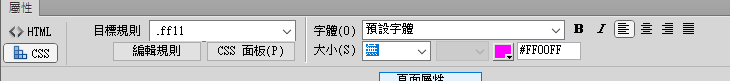 屬性
HTML
目標規則 .ff11
字體(O) 預設字體
B I
CSS
編輯規則
CSS 面板(P)
大小(S) 無
#FF00FF
頁面屬性